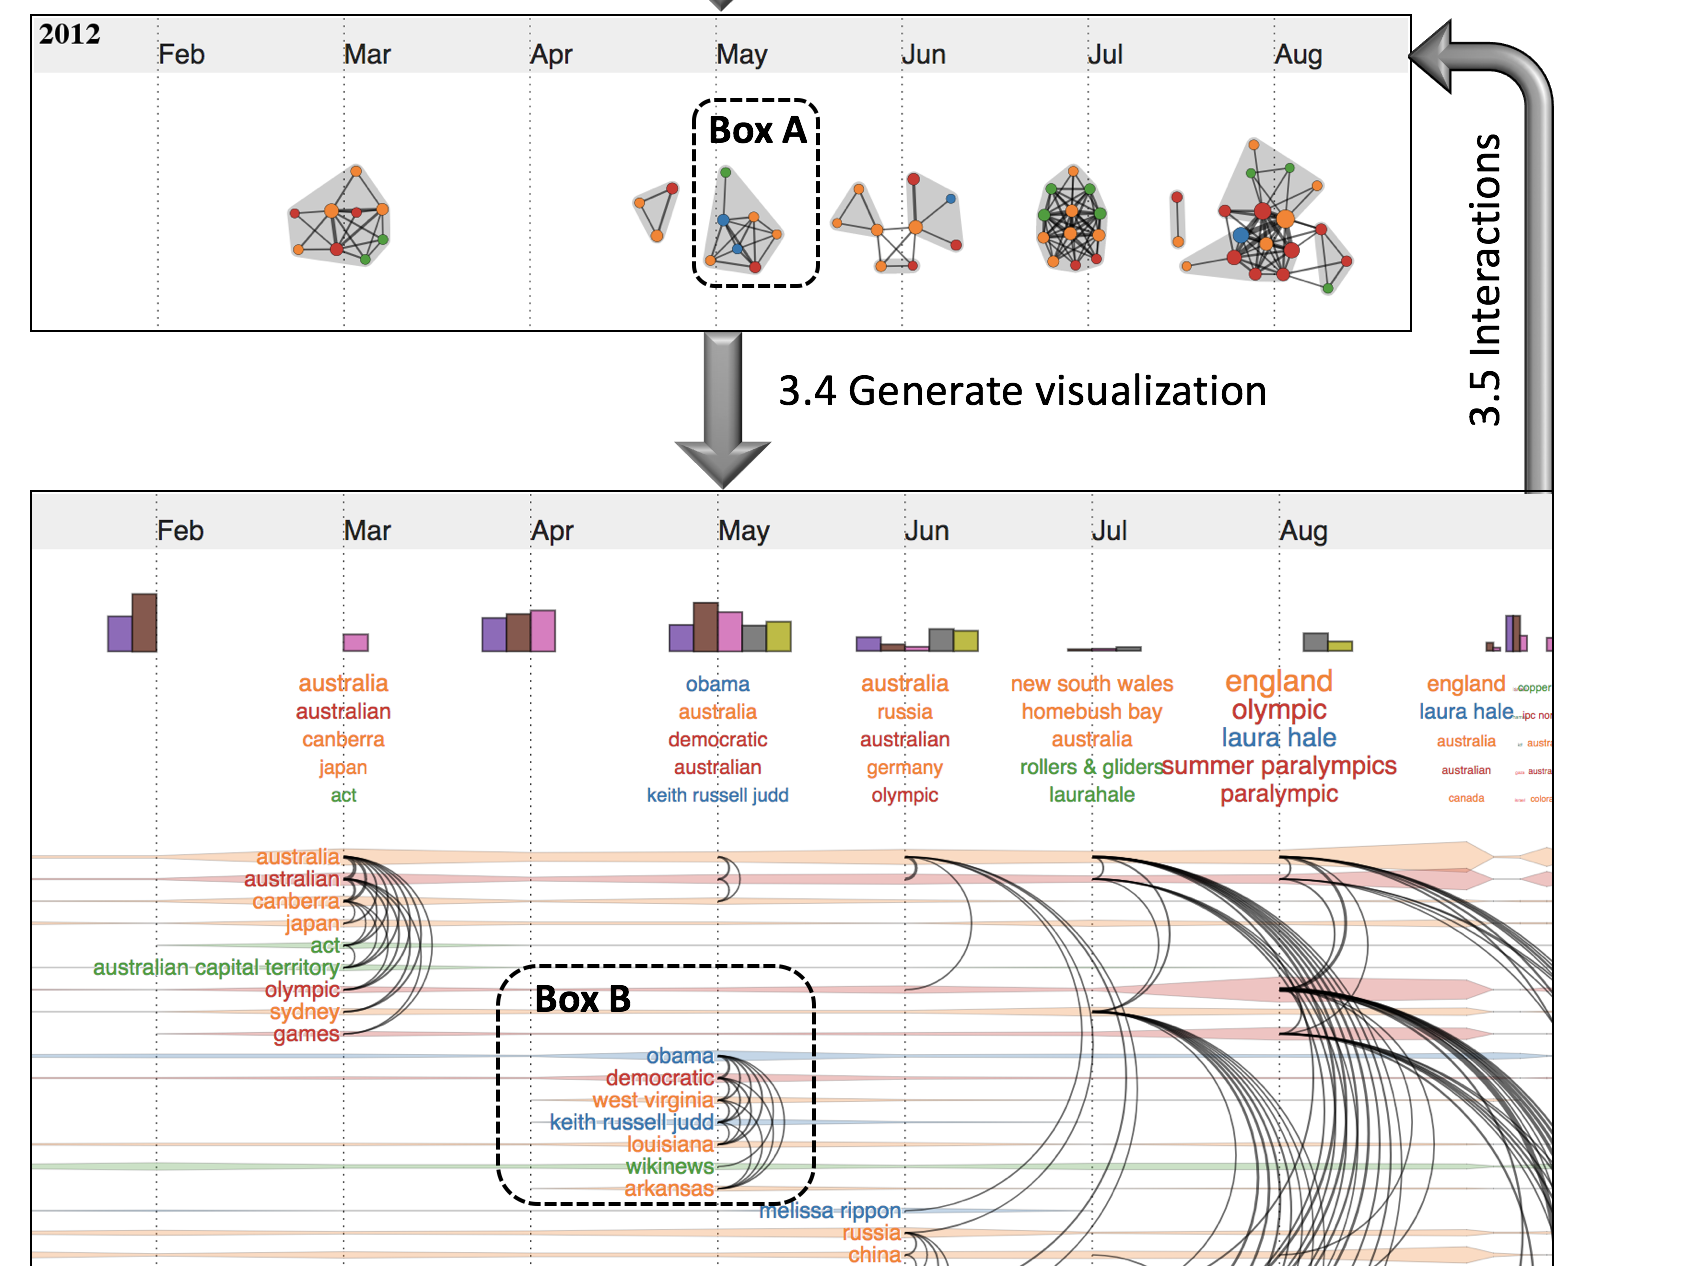 2012
Feb Mar Apr May Jun Jul Aug
Box A
3.5 Interactions
3.4 Generate visualization
Feb Mar Apr May Jun Jul Aug
australia obama australia new south wales england england copper
australian australia russia homebush bay olympic laura hale ipc nor
canberra democratic australian australia laura hale australia austra
japan australian germany rollers & gliders summer paralympics australian austra
act keith russell judd olympic laurahale paralympic canada colora
australia
australian
canberra
japan
act
australian capital territory
olympic
sydney
games
Box B
obama
democratic
west virginia
keith russell judd
louisiana
wikinews
arkansas
melissa rippon
russia
china